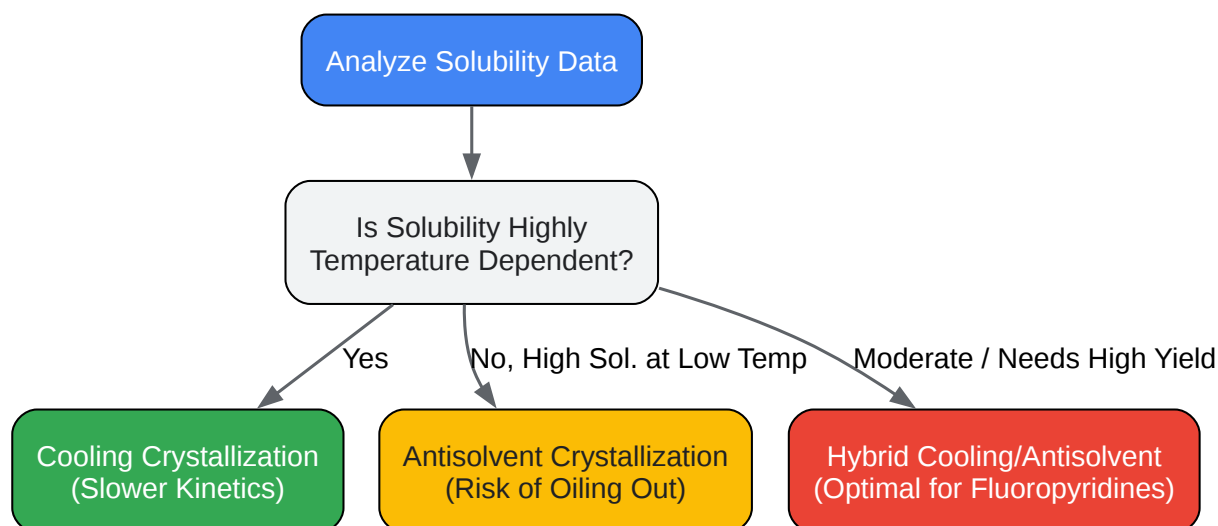 Analyze Solubility Data
Is Solubility Highly
Temperature Dependent?
Yes
No, High Sol. at Low Temp
Moderate / Needs High Yield
Cooling Crystallization
(Slower Kinetics)
Antisolvent Crystallization
(Risk of Oiling Out)
Hybrid Cooling/Antisolvent
(Optimal for Fluoropyridines)